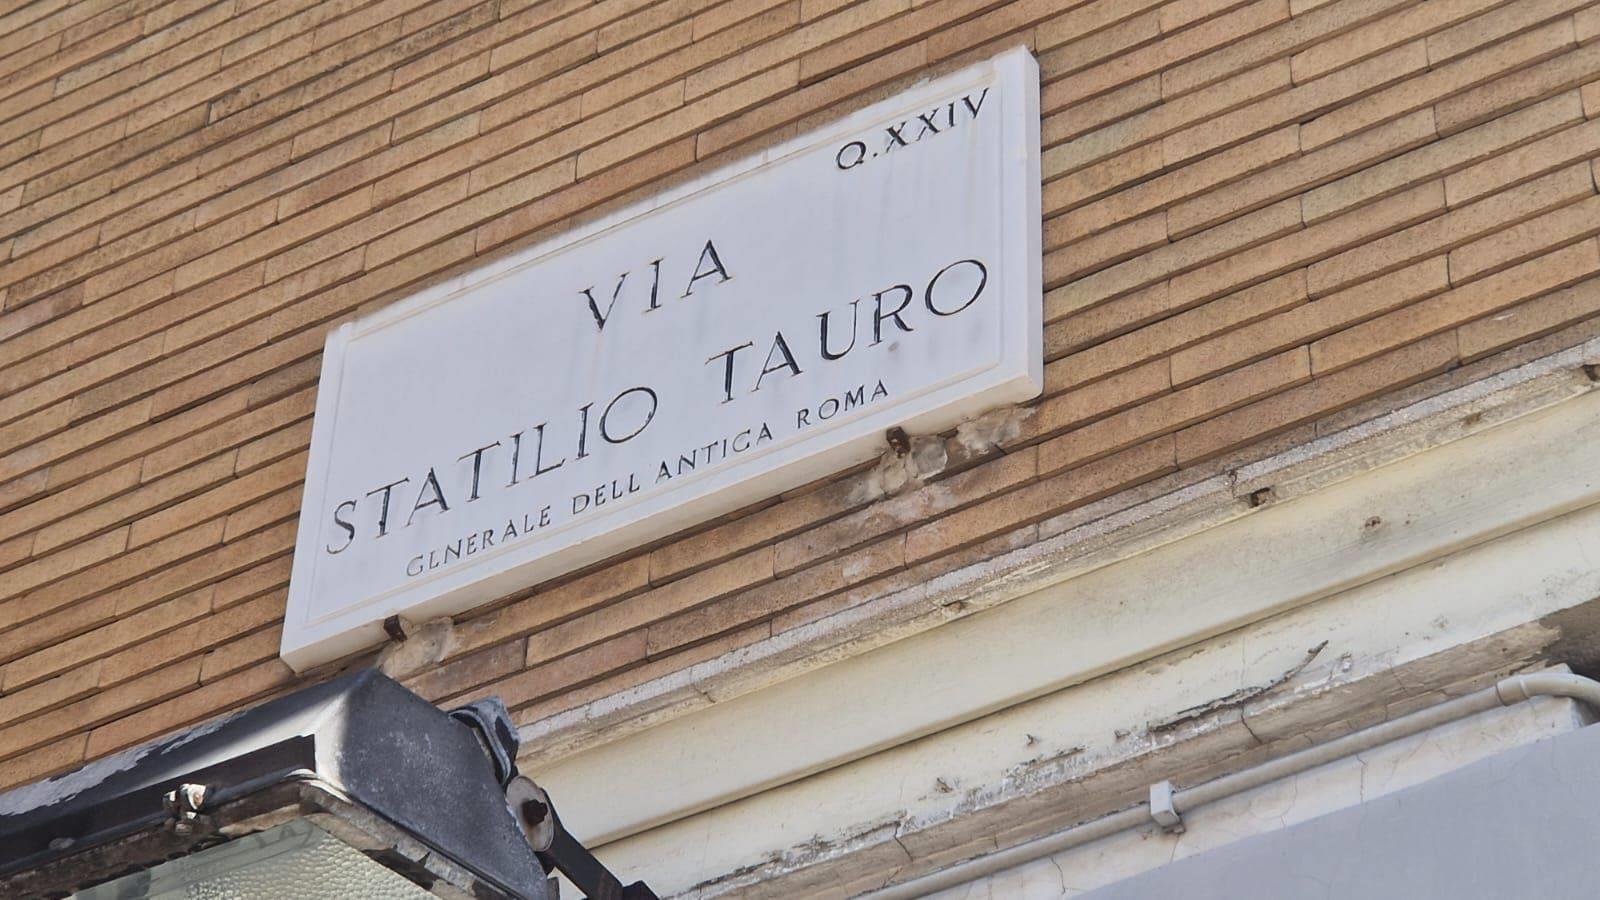 Q.XXIV
VIA
STATILIO TAURO
GENERALE DELL'ANTICA ROMA